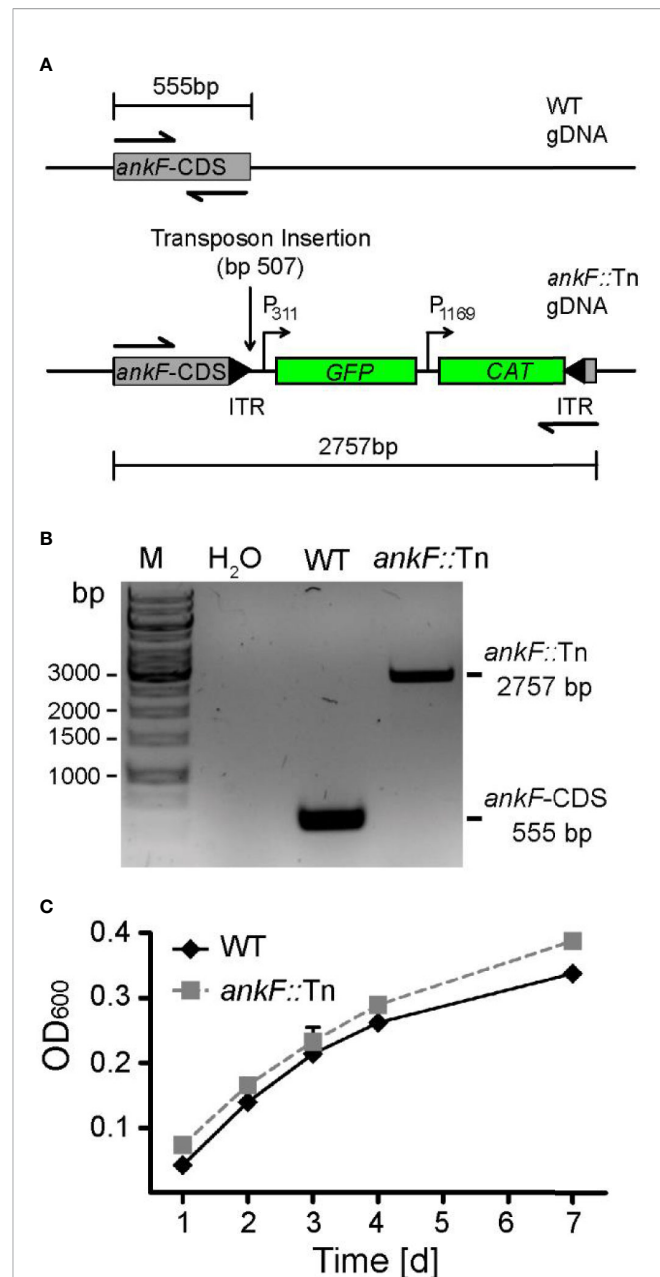 A
555bp
WT
gDNA
ankF-CDS
Transposon Insertion
(bp 507)
ankF::Tn
gDNA
P311
P1169
ankF-CDS
GFP
CAT
ITR
ITR
2757bp
B
M H2O WT ankF::Tn
bp
3000
2000
1500
1000
ankF::Tn
2757 bp
ankF-CDS
555 bp
C
WT
ankF::Tn
0.4
0.3
0.2
0.1
OD600
1 2 3 4 5 6 7
Time [d]